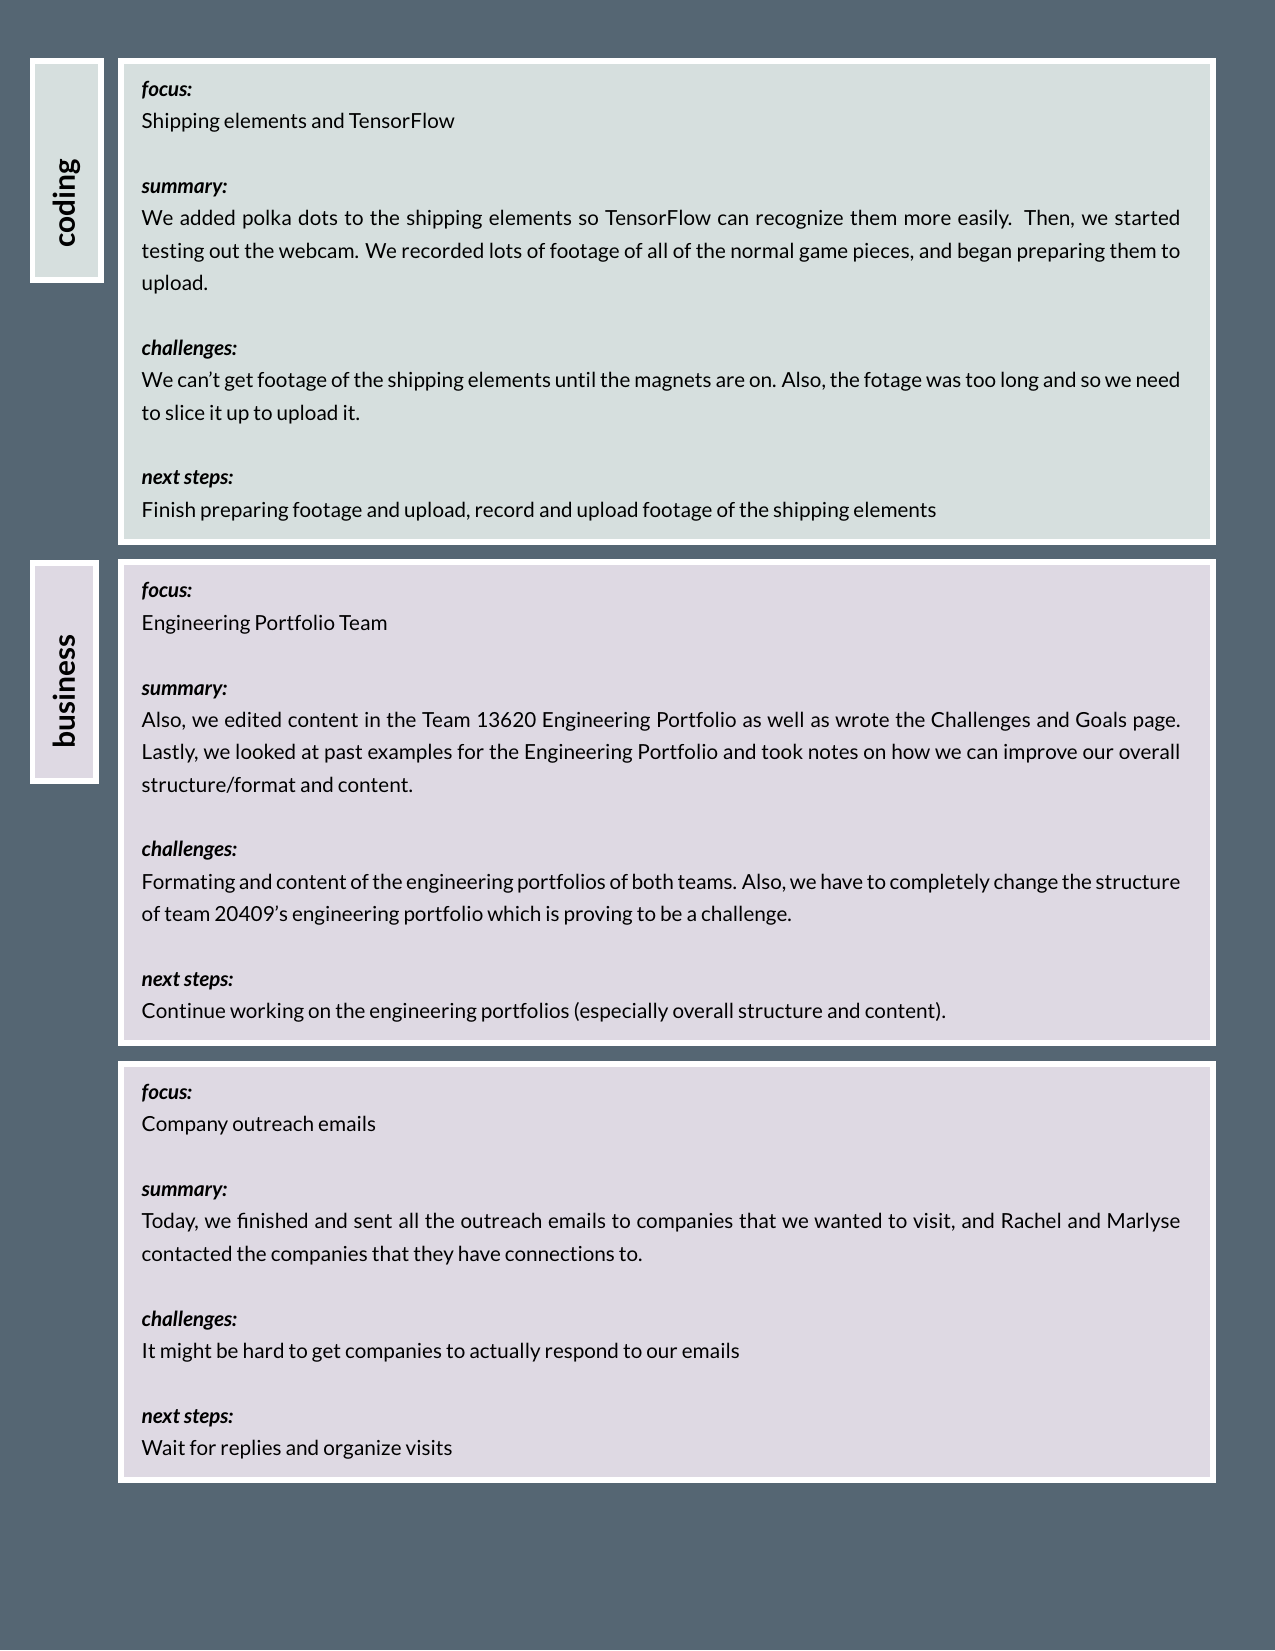 coding
focus:
Shipping elements and TensorFlow
summary:
We added polka dots to the shipping elements so TensorFlow can recognize them more easily.  Then, we started
testing out the webcam. We recorded lots of footage of all of the normal game pieces, and began preparing them to
upload.
challenges:
We can’t get footage of the shipping elements until the magnets are on. Also, the fotage was too long and so we need
to slice it up to upload it.
next steps:
Finish preparing footage and upload, record and upload footage of the shipping elements
business
focus:
Engineering Portfolio Team
summary:
Also, we edited content in the Team 13620 Engineering Portfolio as well as wrote the Challenges and Goals page.
Lastly, we looked at past examples for the Engineering Portfolio and took notes on how we can improve our overall
structure/format and content.
challenges:
Formating and content of the engineering portfolios of both teams. Also, we have to completely change the structure
of team 20409’s engineering portfolio which is proving to be a challenge.
next steps:
Continue working on the engineering portfolios (especially overall structure and content).
focus:
Company outreach emails
summary:
Today, we finished and sent all the outreach emails to companies that we wanted to visit, and Rachel and Marlyse
contacted the companies that they have connections to.
challenges:
It might be hard to get companies to actually respond to our emails
next steps:
Wait for replies and organize visits